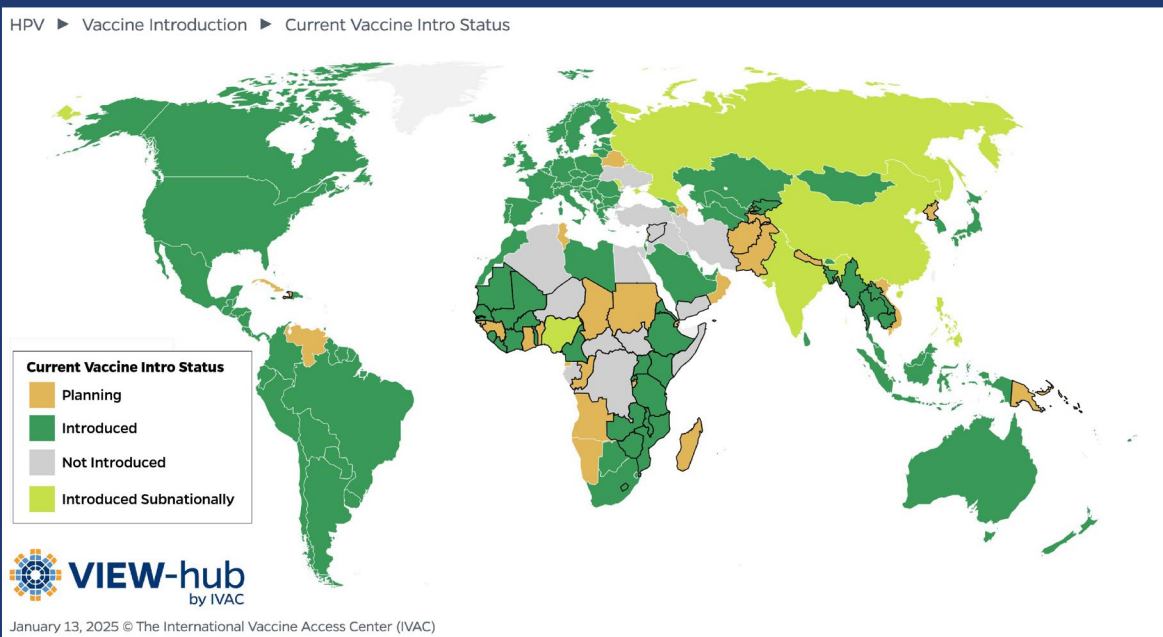 HPV ► Vaccine Introduction ► Current Vaccine Intro Status
Current Vaccine Intro Status
Planning
Introduced
Not Introduced
Introduced Subnationally
VIEW-hub
by IVAC
January 13, 2025 © The International Vaccine Access Center (IVAC)